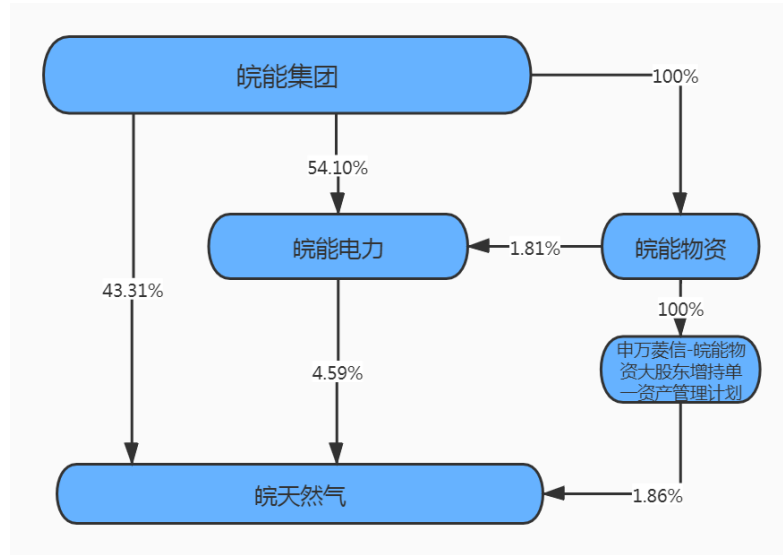 皖能集团
100%
54.10%
皖能电力
1.81%
皖能物资
43.31%
100%
申万菱信-皖能物
资大股东增持单
一资产管理计划
4.59%
皖天然气
1.86%